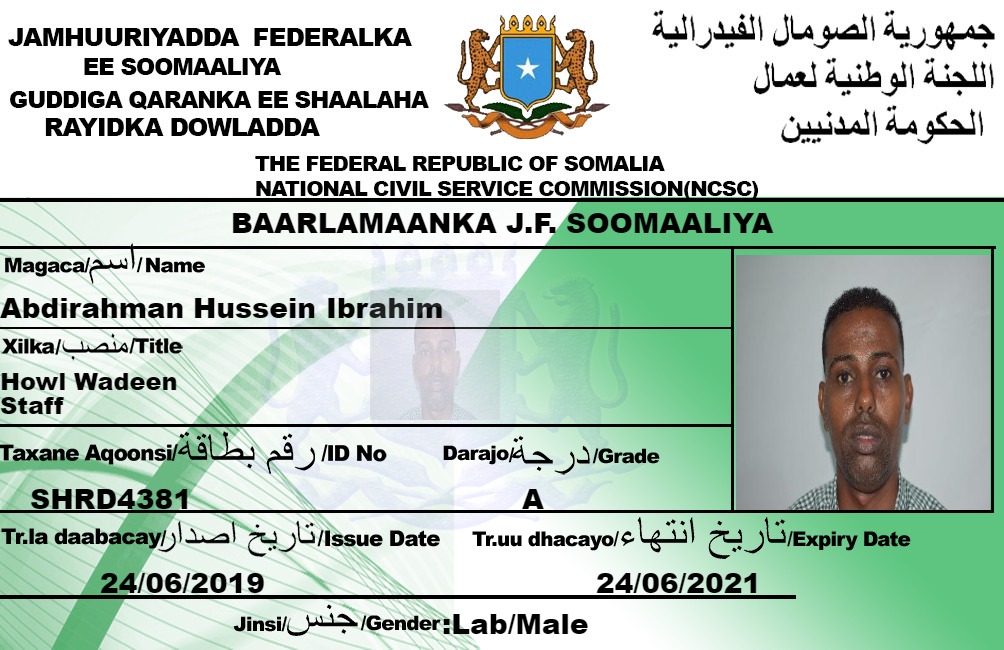 JAMHUURIYADDA FEDERALKA
EE SOOMAALIYA
GUDDIGA QARANKA EE SHAALAHA
RAYIDKA DOWLADDA
جمهورية الصومال الفيدرالية
اللجنة الوطنية لعمال
الحكومة المدنيين
THE FEDERAL REPUBLIC OF SOMALIA
NATIONAL CIVIL SERVICE COMMISSION(NCSC)
BAARLAMAANKA J.F. SOOMAALIYA
Magaca/اسم/Name
Abdirahman Hussein Ibrahim
Xilka/منصب/Title
Howl Wadeen
Staff
Taxane Aqoonsi/رقم بطاقة/ID No Darajo/درجة/Grade
SHRD4381 A
Tr.la daabacay/تاريخ اصدار/Issue Date Tr.uu dhacayo/تاريخ انتهاء/Expiry Date
24/06/2019 24/06/2021
Jinsi/جنس/Gender:Lab/Male